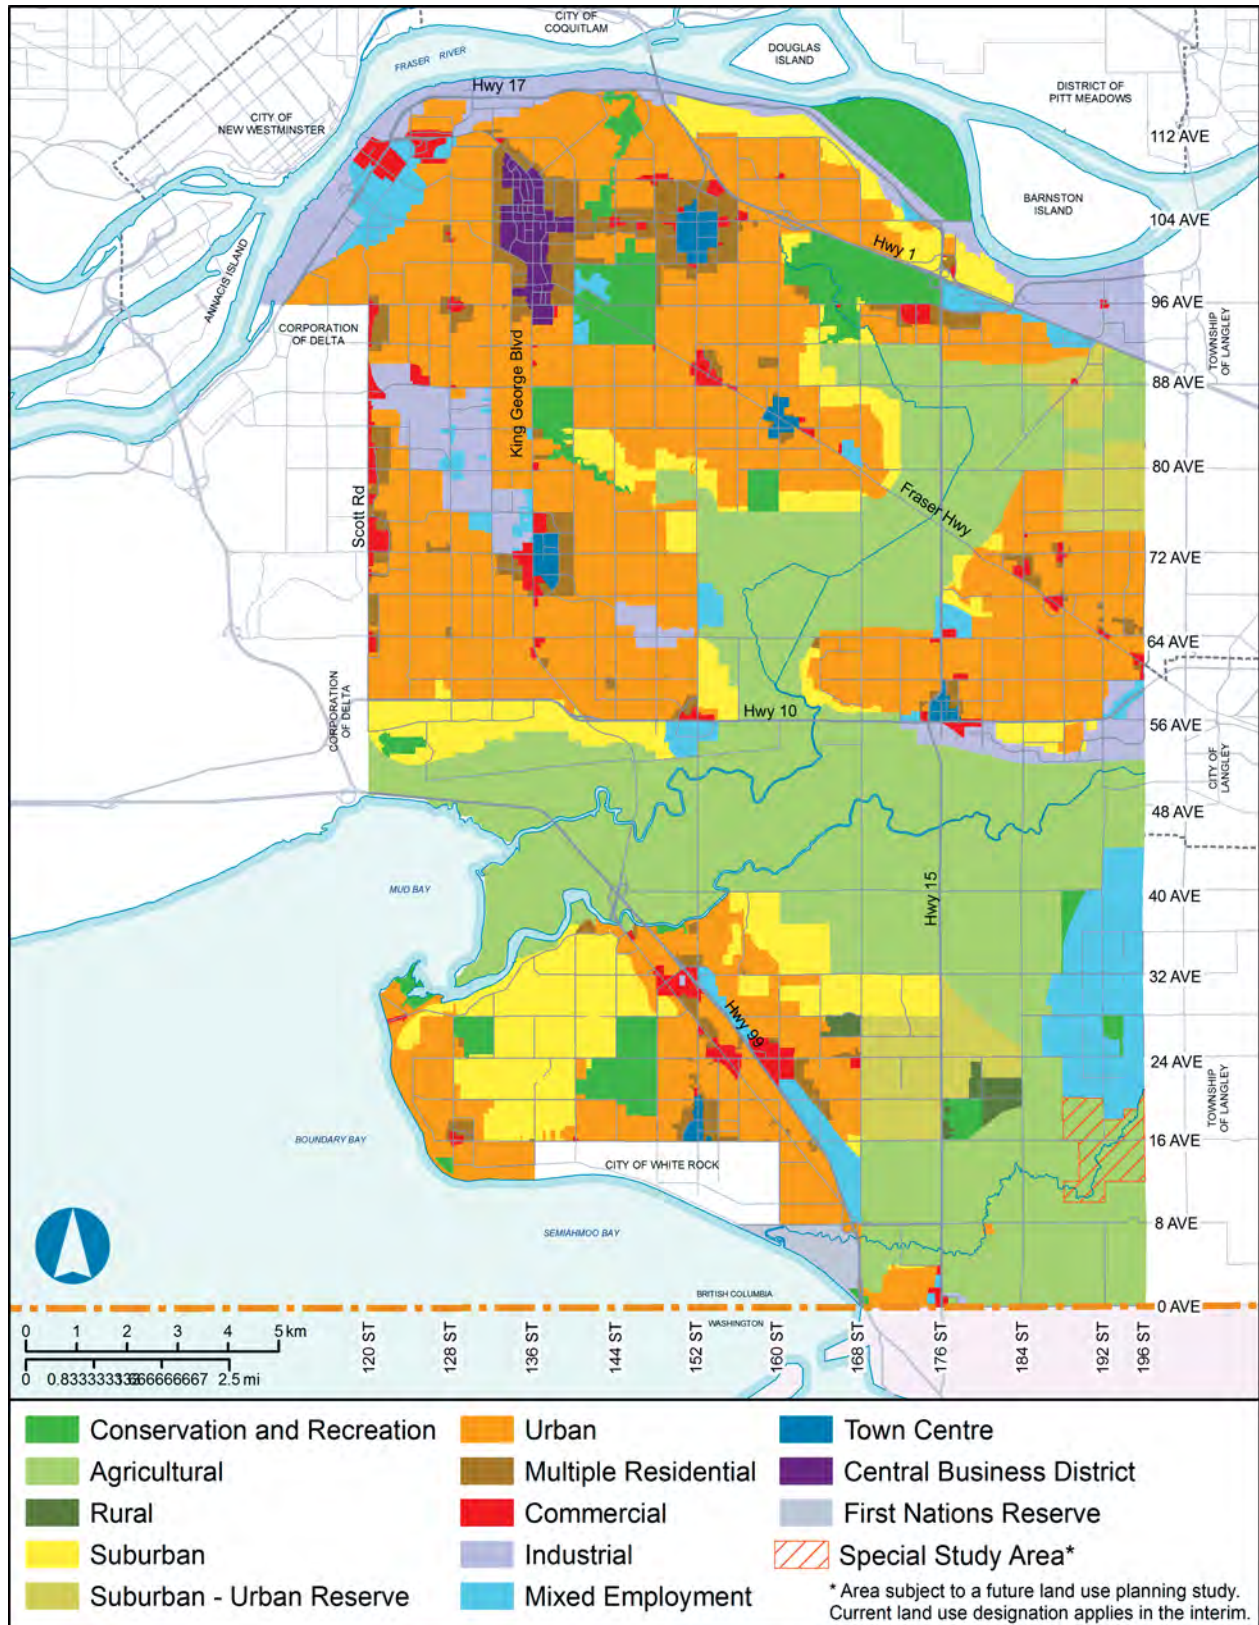 CITY OF
COQUITLAM
FRASER RIVER
DOUGLAS
ISLAND
Hwy 17
DISTRICT OF
PITT MEADOWS
CITY OF
NEW WESTMINSTER
112 AVE
BARNSTON
ISLAND
104 AVE
Hwy 1
ANNACIS ISLAND
96 AVE
CORPORATION
OF DELTA
TOWNSHIP
OF LANGLEY
King George Blvd
88 AVE
80 AVE
Fraser Hwy
Scott Rd
72 AVE
64 AVE
CORPORATION
OF DELTA
Hwy 10
56 AVE
CITY OF
LANGLEY
48 AVE
MUD BAY
Hwy 15
40 AVE
32 AVE
Hwy 99
24 AVE
TOWNSHIP
OF LANGLEY
BOUNDARY BAY
16 AVE
CITY OF WHITE ROCK
SEMIAHMOO BAY
8 AVE
BRITISH COLUMBIA
0 AVE
WASHINGTON
0 1 2 3 4 5 km
0 2.5 mi
120 ST
128 ST
136 ST
144 ST
152 ST
160 ST
168 ST
176 ST
184 ST
192 ST
196 ST
Conservation and Recreation
Agricultural
Rural
Suburban
Suburban - Urban Reserve
Urban
Multiple Residential
Commercial
Industrial
Mixed Employment
Town Centre
Central Business District
First Nations Reserve
Special Study Area*
* Area subject to a future land use planning study.
Current land use designation applies in the interim.